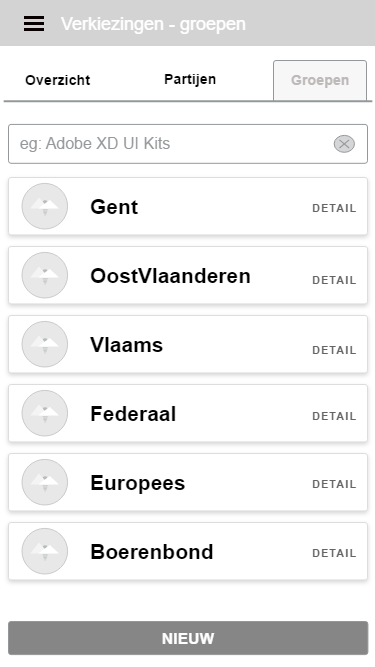 Verkiezingen - groepen
Overzicht Partijen Groepen
eg: Adobe XD UI Kits
Gent DETAIL
OostVlaanderen DETAIL
Vlaams DETAIL
Federaal DETAIL
Europees DETAIL
Boerenbond DETAIL
NIEUW